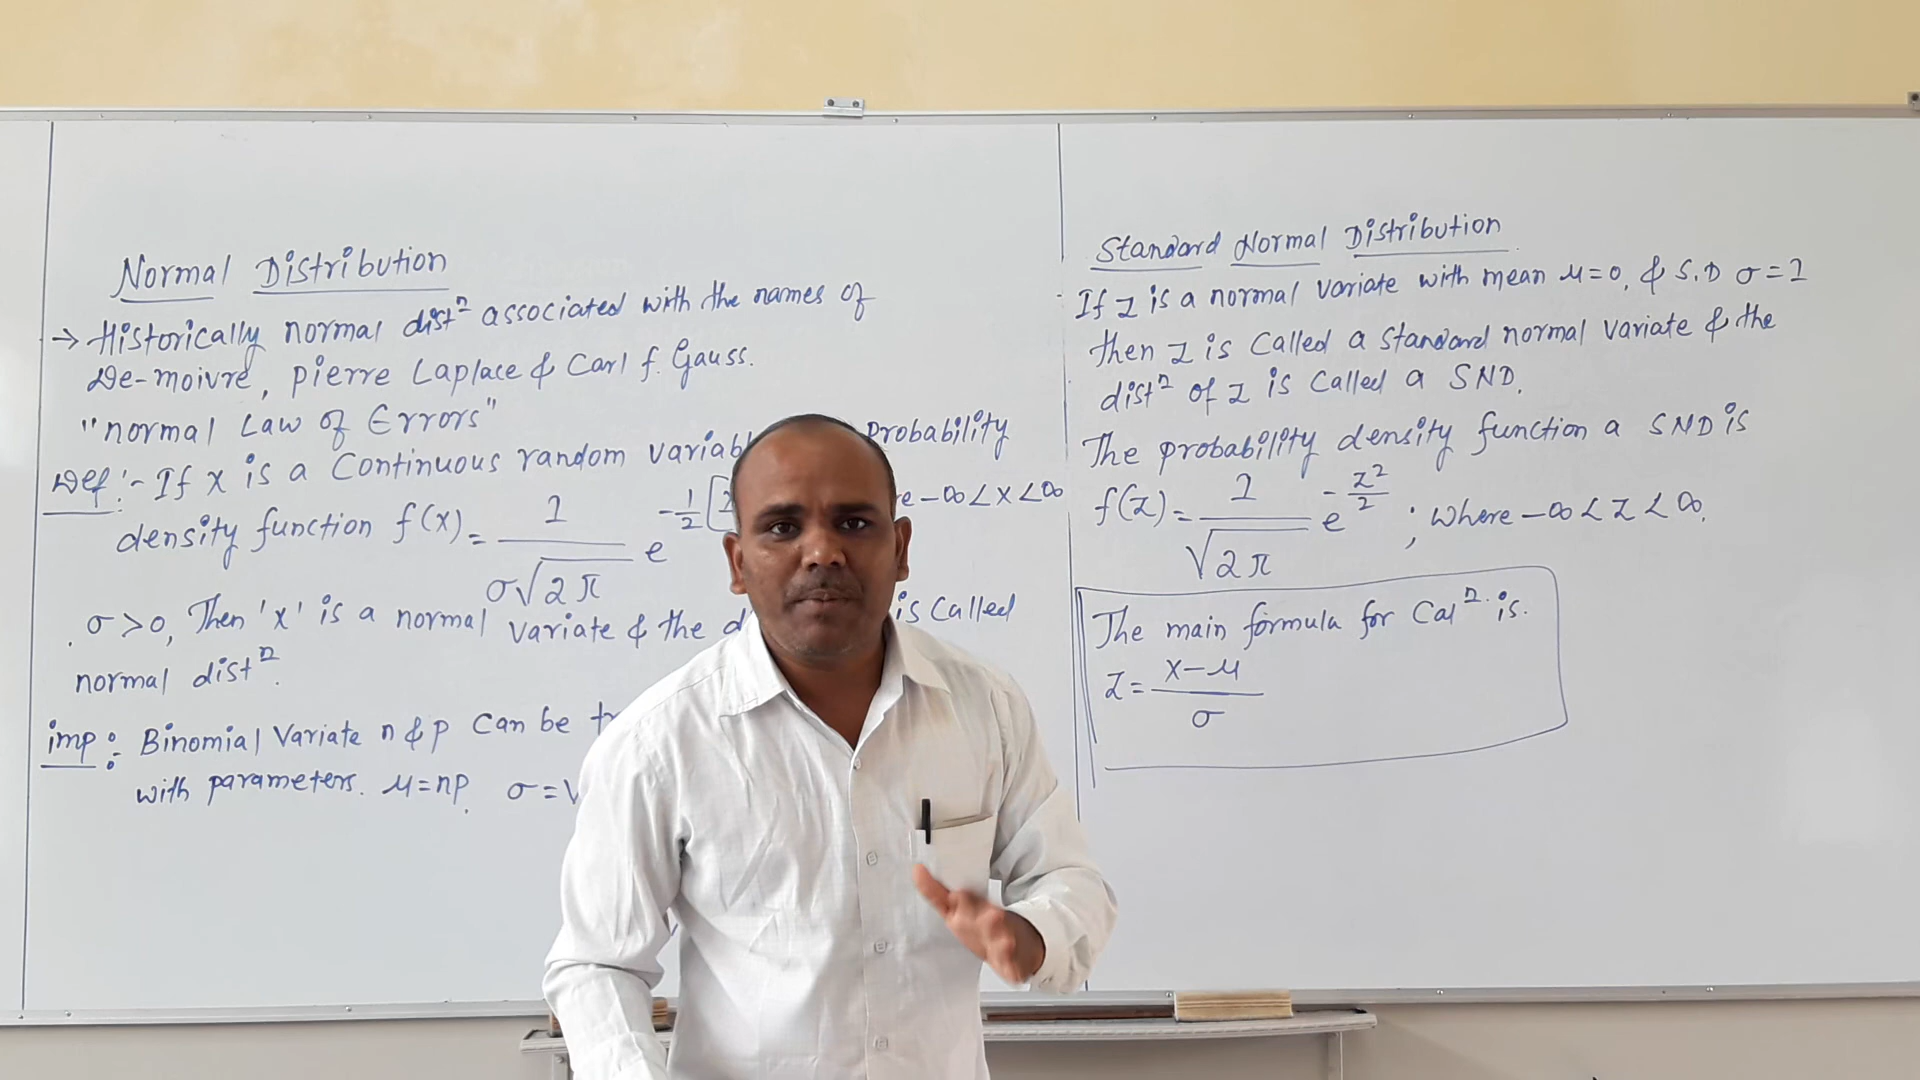 Normal Distribution
→ Historically normal distⁿ associated with the names of
De-moivre, Pierre Laplace & Carl f. Gauss.
"normal Law of Errors"
Def:- If x is a Continuous random variab Probability
density function f(x) = 1 / σ√2π e -1/2 [ re -∞ < x < ∞
σ > 0, Then 'x' is a normal variate & the d is called
normal distⁿ.
imp: Binomial Variate n & p can be tr
with parameters. μ = np. σ = √
Standard Normal Distribution
If z is a normal variate with mean μ=0, & S.D σ=1
then z is called a standard normal variate & the
distⁿ of z is called a SND.
The probability density function a SND is
f(z) = 1 / √2π e -z²/2 ; where -∞ < z < ∞.
The main formula for Calⁿ. is.
z = x-μ / σ